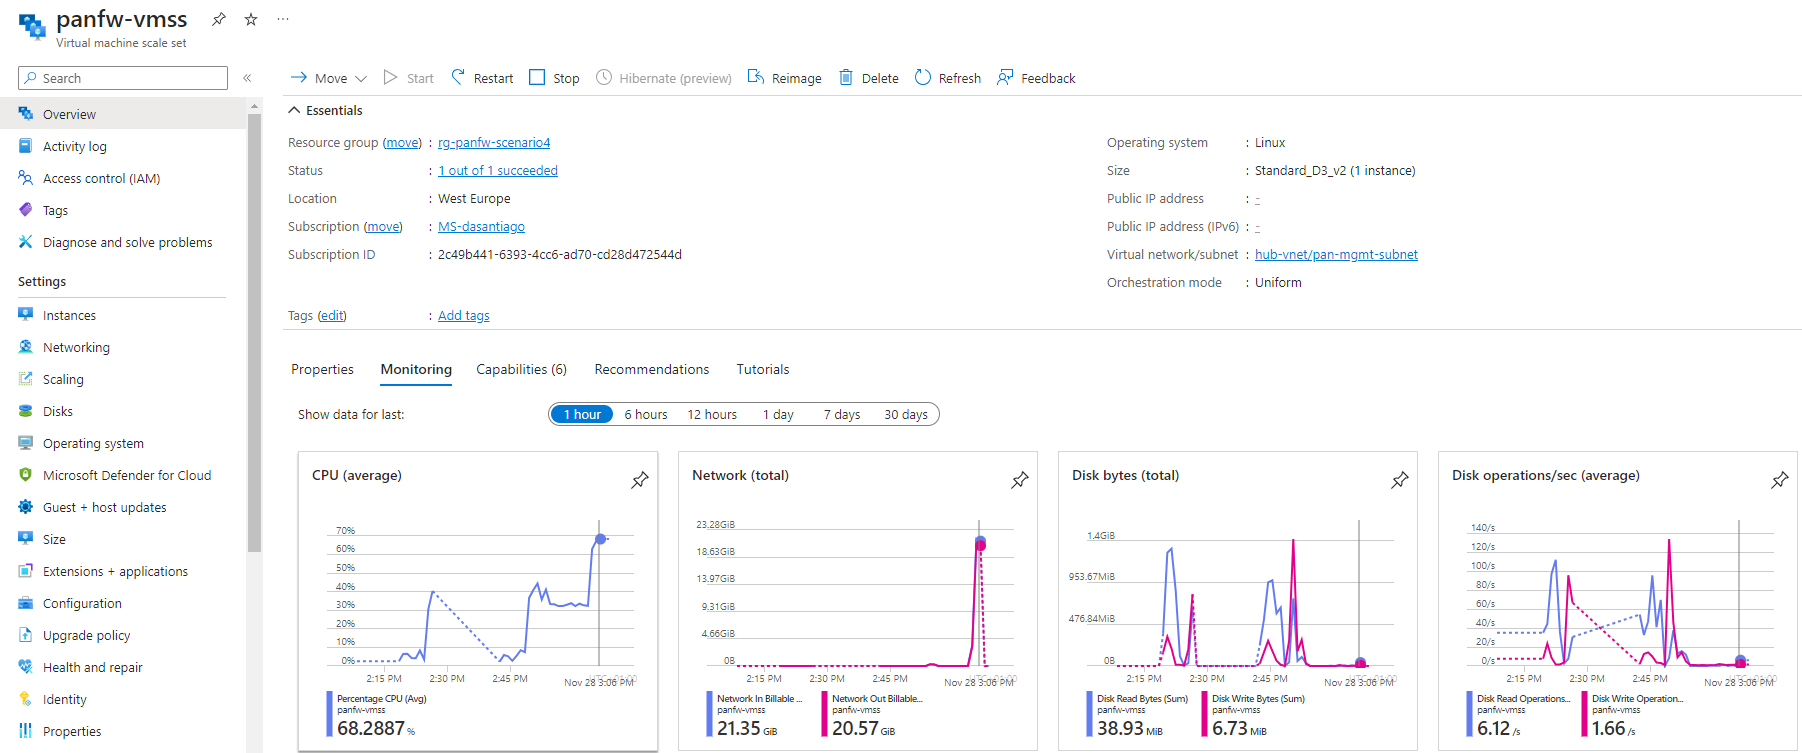 panfw-vmss
Virtual machine scale set
Search
Move Start Restart Stop Hibernate (preview) Reimage Delete Refresh Feedback
Overview
Activity log
Access control (IAM)
Tags
Diagnose and solve problems
Settings
Instances
Networking
Scaling
Disks
Operating system
Microsoft Defender for Cloud
Guest + host updates
Size
Extensions + applications
Configuration
Upgrade policy
Health and repair
Identity
Properties
Essentials
Resource group (move) : rg-panfw-scenario4
Status : 1 out of 1 succeeded
Location : West Europe
Subscription (move) : MS-dasantiago
Subscription ID : 2c49b441-6393-4cc6-ad70-cd28d472544d
Tags (edit) : Add tags
Operating system : Linux
Size : Standard_D3_v2 (1 instance)
Public IP address : -
Public IP address (IPv6) : -
Virtual network/subnet : hub-vnet/pan-mgmt-subnet
Orchestration mode : Uniform
Properties Monitoring Capabilities (6) Recommendations Tutorials
Show data for last: 1 hour 6 hours 12 hours 1 day 7 days 30 days
CPU (average)
70%
60%
50%
40%
30%
20%
10%
0%
2:15 PM 2:30 PM 2:45 PM Nov 28 3:06 PM
Percentage CPU (Avg)
panfw-vmss
68.2887 %
Network (total)
23.28GiB
18.63GiB
13.97GiB
9.31GiB
4.66GiB
0B
2:15 PM 2:30 PM 2:45 PM Nov 28 3:06 PM
Network In Billable ... Network Out Billable...
panfw-vmss panfw-vmss
21.35 GiB 20.57 GiB
Disk bytes (total)
1.4GiB
953.67MiB
476.84MiB
0B
2:15 PM 2:30 PM 2:45 PM Nov 28 3:06 PM
Disk Read Bytes (Sum) Disk Write Bytes (Sum)
panfw-vmss panfw-vmss
38.93 MiB 6.73 MiB
Disk operations/sec (average)
140/s
120/s
100/s
80/s
60/s
40/s
20/s
0/s
2:15 PM 2:30 PM 2:45 PM Nov 28 3:06 PM
Disk Read Operations... Disk Write Operation...
panfw-vmss panfw-vmss
6.12 /s 1.66 /s